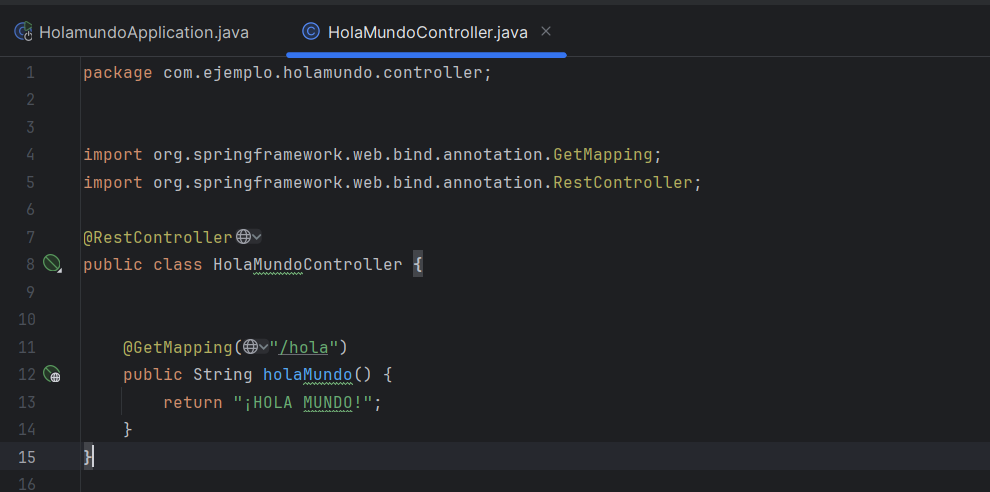 HolamundoApplication.java HolaMundoController.java
1 package com.ejemplo.holamundo.controller;
2
3
4 import org.springframework.web.bind.annotation.GetMapping;
5 import org.springframework.web.bind.annotation.RestController;
6
7 @RestController
8 public class HolaMundoController {
9
10
11 @GetMapping("/hola")
12 public String holaMundo() {
13 return "¡HOLA MUNDO!";
14 }
15 }
16